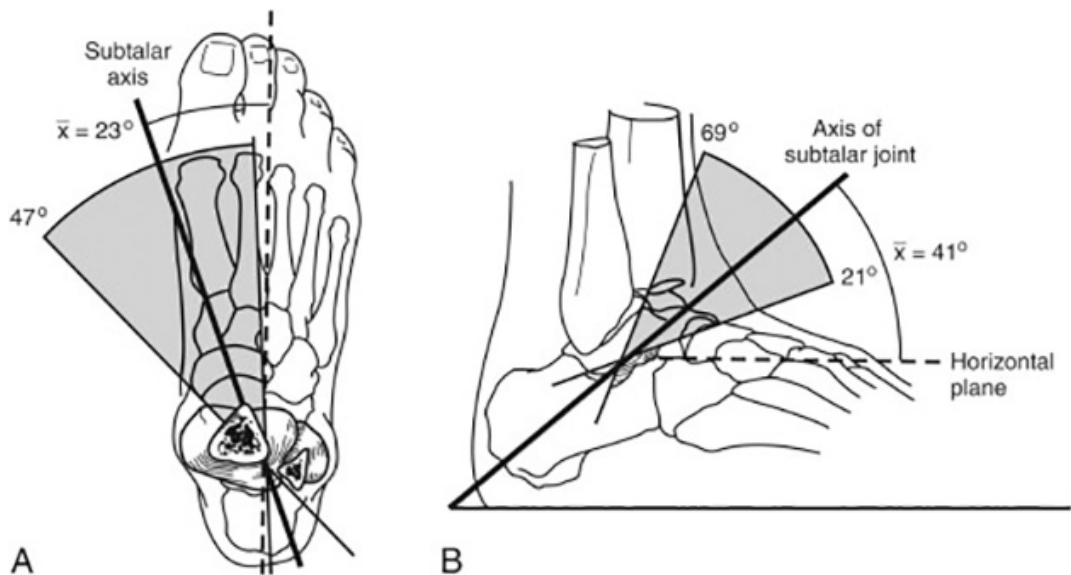 Subtalar
axis
x̄ = 23°
47°
A
69°
Axis of
subtalar joint
x̄ = 41°
21°
Horizontal
plane
B